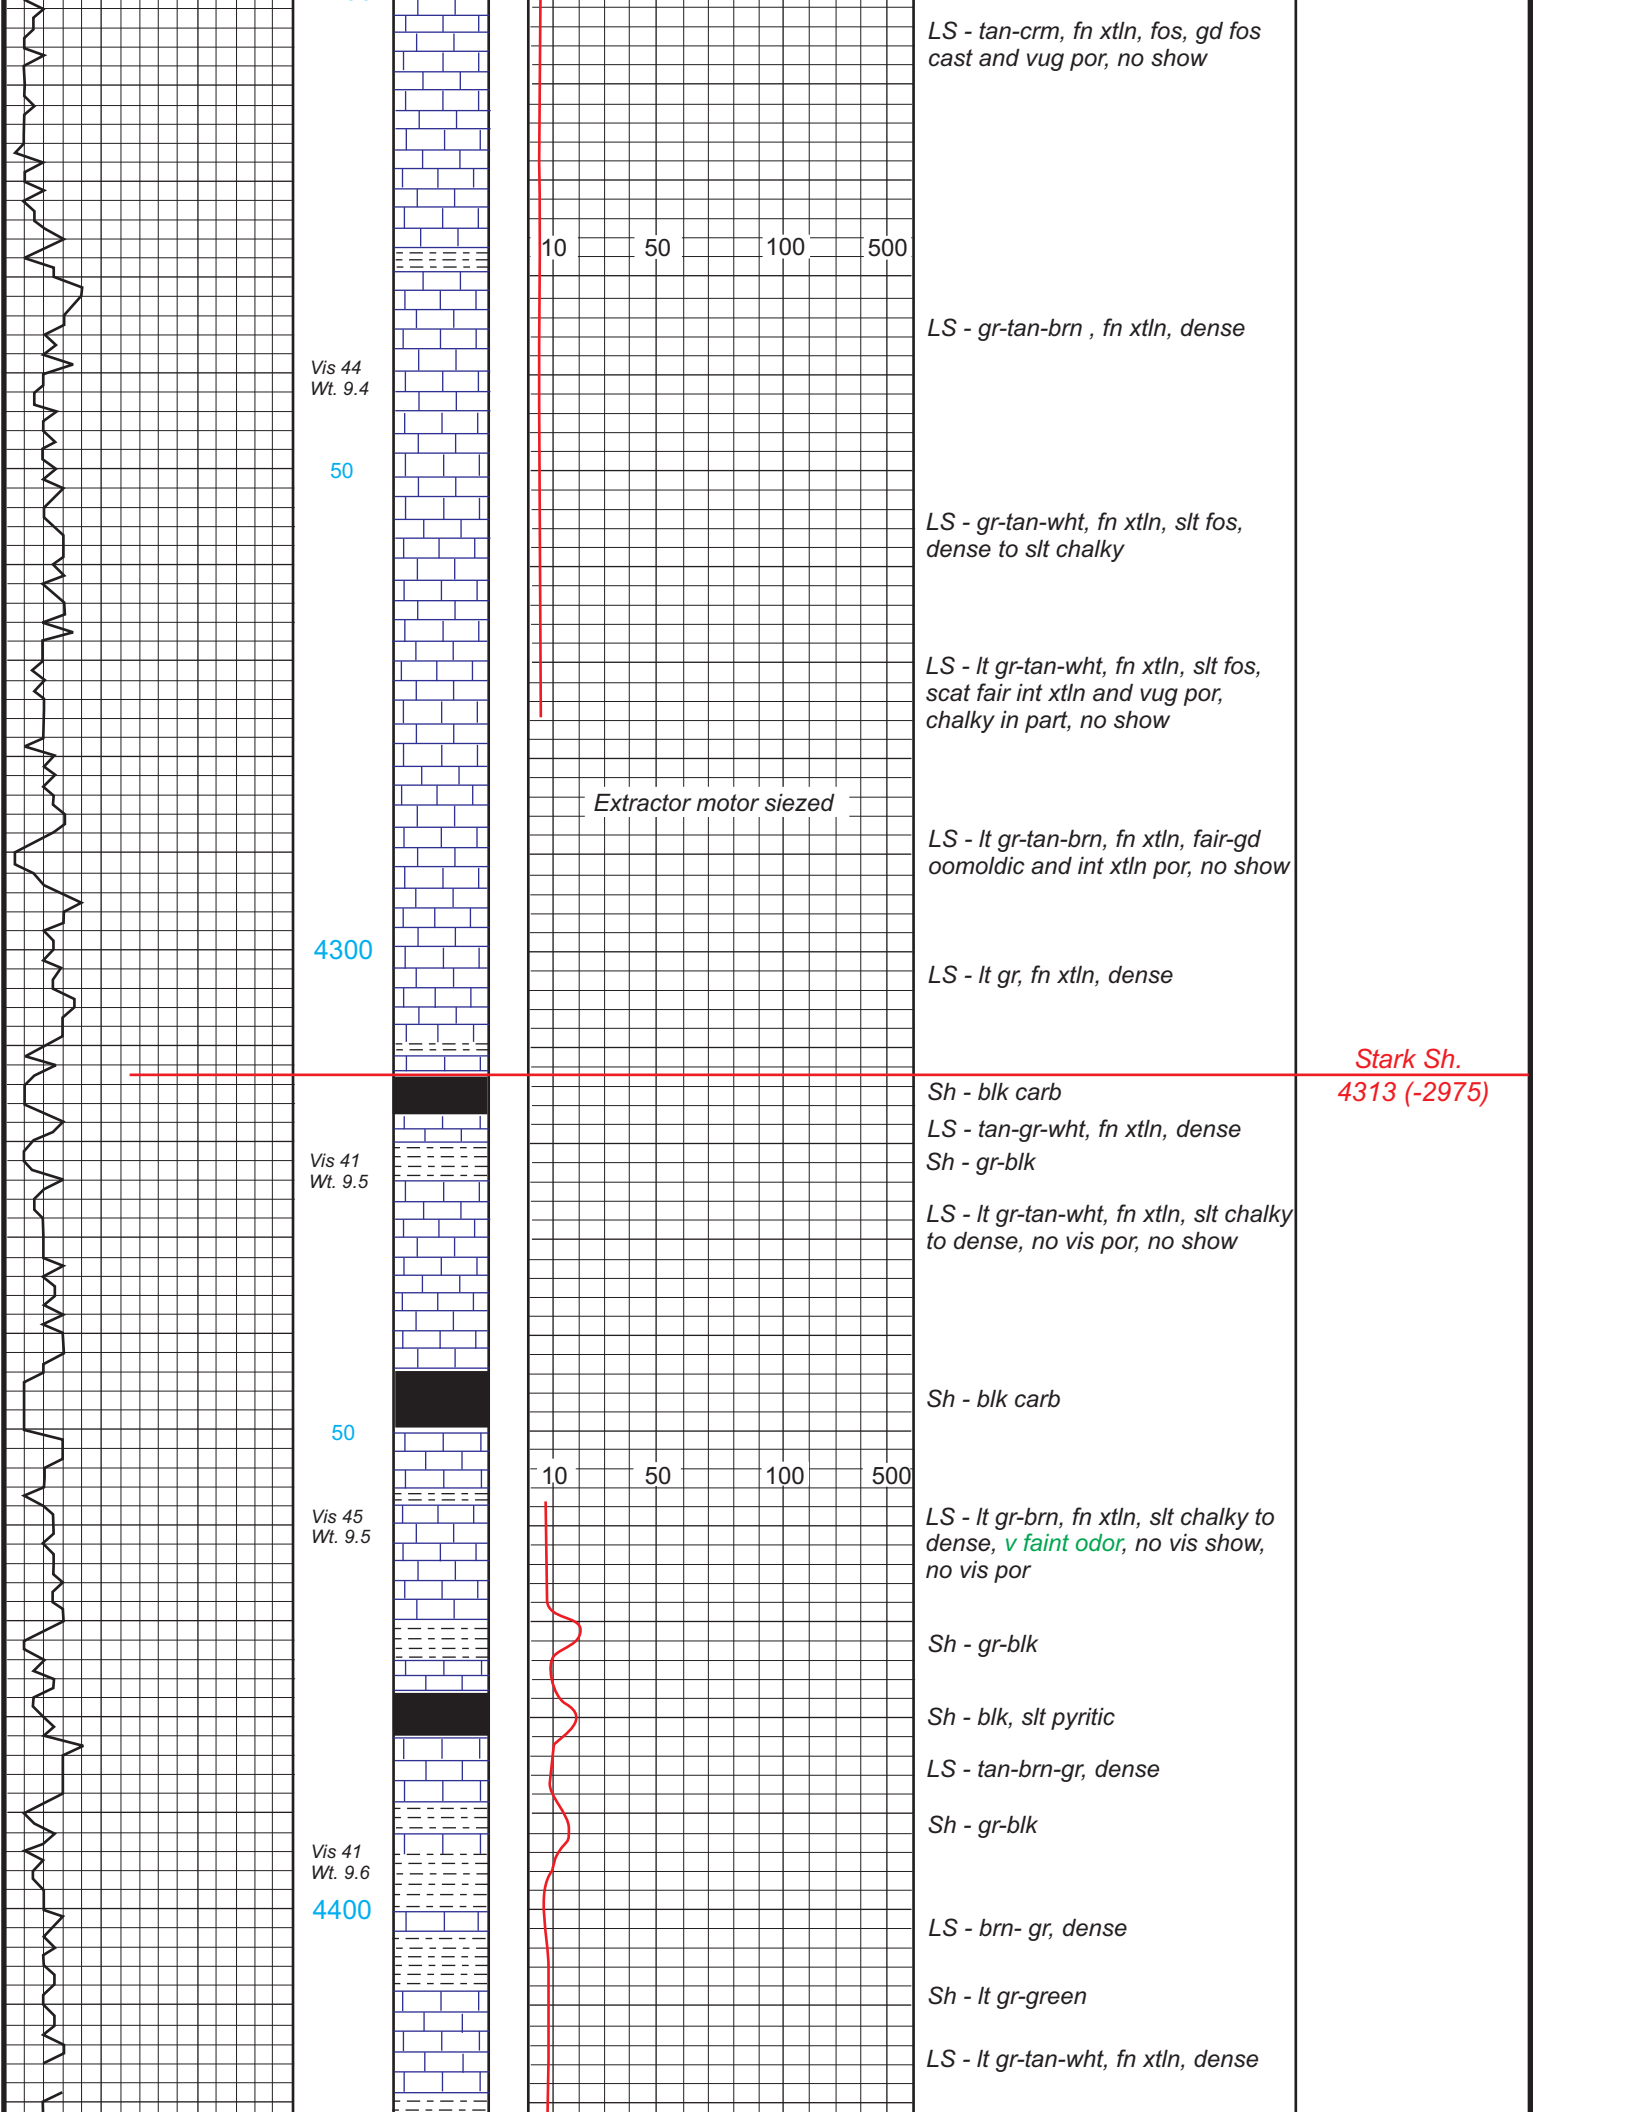 LS - tan-crm, fn xtln, fos, gd fos
cast and vug por, no show
10 50 100 500
LS - gr-tan-brn , fn xtln, dense
Vis 44
Wt. 9.4
50
LS - gr-tan-wht, fn xtln, slt fos,
dense to slt chalky
LS - lt gr-tan-wht, fn xtln, slt fos,
scat fair int xtln and vug por,
chalky in part, no show
Extractor motor siezed
LS - lt gr-tan-brn, fn xtln, fair-gd
oomoldic and int xtln por, no show
4300
LS - lt gr, fn xtln, dense
Stark Sh.
4313 (-2975)
Sh - blk carb
LS - tan-gr-wht, fn xtln, dense
Sh - gr-blk
Vis 41
Wt. 9.5
LS - lt gr-tan-wht, fn xtln, slt chalky
to dense, no vis por, no show
Sh - blk carb
50
10 50 100 500
Vis 45
Wt. 9.5
LS - lt gr-brn, fn xtln, slt chalky to
dense, v faint odor, no vis show,
no vis por
Sh - gr-blk
Sh - blk, slt pyritic
LS - tan-brn-gr, dense
Sh - gr-blk
Vis 41
Wt. 9.6
4400
LS - brn- gr, dense
Sh - lt gr-green
LS - lt gr-tan-wht, fn xtln, dense